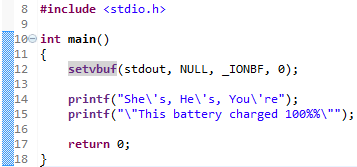 8 #include <stdio.h>
9
10 int main()
11 {
12     setvbuf(stdout, NULL, _IONBF, 0);
13
14     printf("She\'s, He\'s, You\'re");
15     printf("\"This battery charged 100%%\"");
16
17     return 0;
18 }